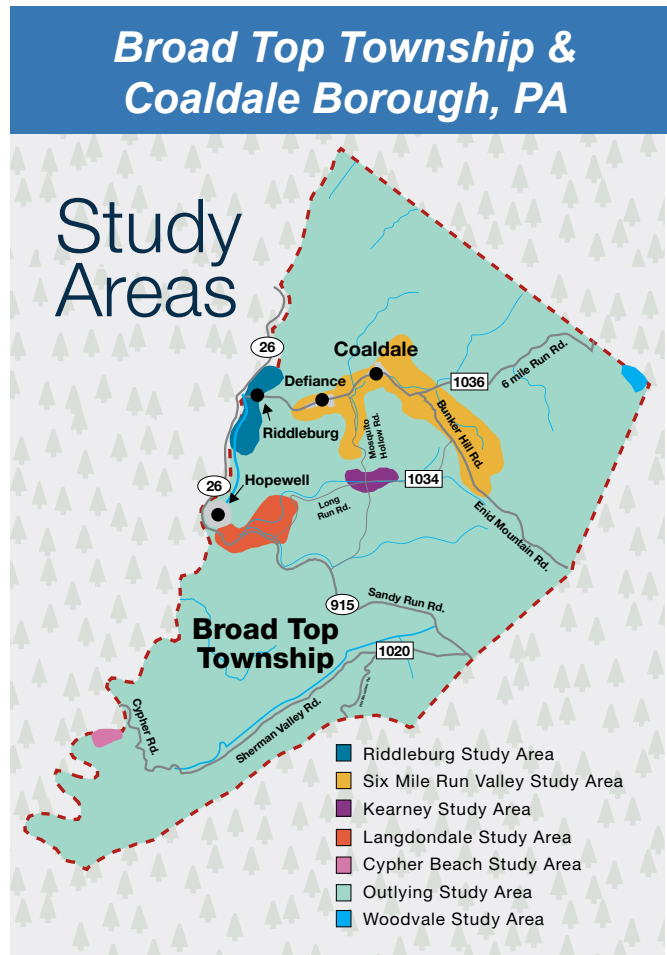 Broad Top Township &
Coaldale Borough, PA
Study
Areas
26
Coaldale
Defiance
1036
6 mile Run Rd.
Riddleburg
Mosquito
Hollow Rd.
Bunker Hill Rd.
26
Hopewell
1034
Long
Run Rd.
Enid Mountain Rd.
915
Sandy Run Rd.
Broad Top
Township
1020
Cypher Rd.
Sherman Valley Rd.
Riddleburg Study Area
Six Mile Run Valley Study Area
Kearney Study Area
Langdondale Study Area
Cypher Beach Study Area
Outlying Study Area
Woodvale Study Area